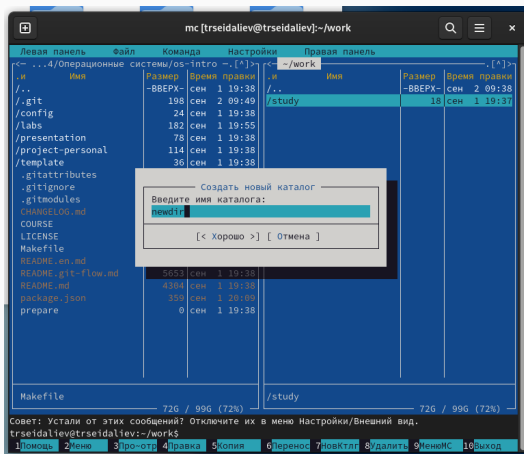 mc [trseidaliev@trseidaliev]:~/work
Левая панель Файл Команда Настройки Правая панель
<— ...4/Операционные системы/os-intro —.[^]> <— ~/work —.[^]>
.и Имя Размер Время правки .и Имя Размер Время правки
/.. -ВВЕРХ- сен 1 19:38 /.. -ВВЕРХ- сен 2 09:38
/.git 198 сен 2 09:49 /study 18 сен 1 19:37
/config 24 сен 1 19:38
/labs 182 сен 1 19:55
/presentation 78 сен 1 19:38
/project-personal 114 сен 1 19:38
/template 36 сен 1 19:38
.gitattributes
.gitignore Создать новый каталог
.gitmodules Введите имя каталога:
CHANGELOG.md newdir
COURSE
LICENSE [< Хорошо >] [ Отмена ]
Makefile
README.en.md
README.git-flow.md 5653 сен 1 19:38
README.md 4304 сен 1 19:38
package.json 359 сен 1 20:09
prepare 0 сен 1 19:38
Makefile /study
72G / 99G (72%) 72G / 99G (72%)
Совет: Устали от этих сообщений? Отключите их в меню Настройки/Внешний вид.
trseidaliev@trseidaliev:~/work$
1Помощь 2Меню 3Про~отр 4Правка 5Копия 6Перенос 7НовКтлг 8Удалить 9МенюМС 10Выход